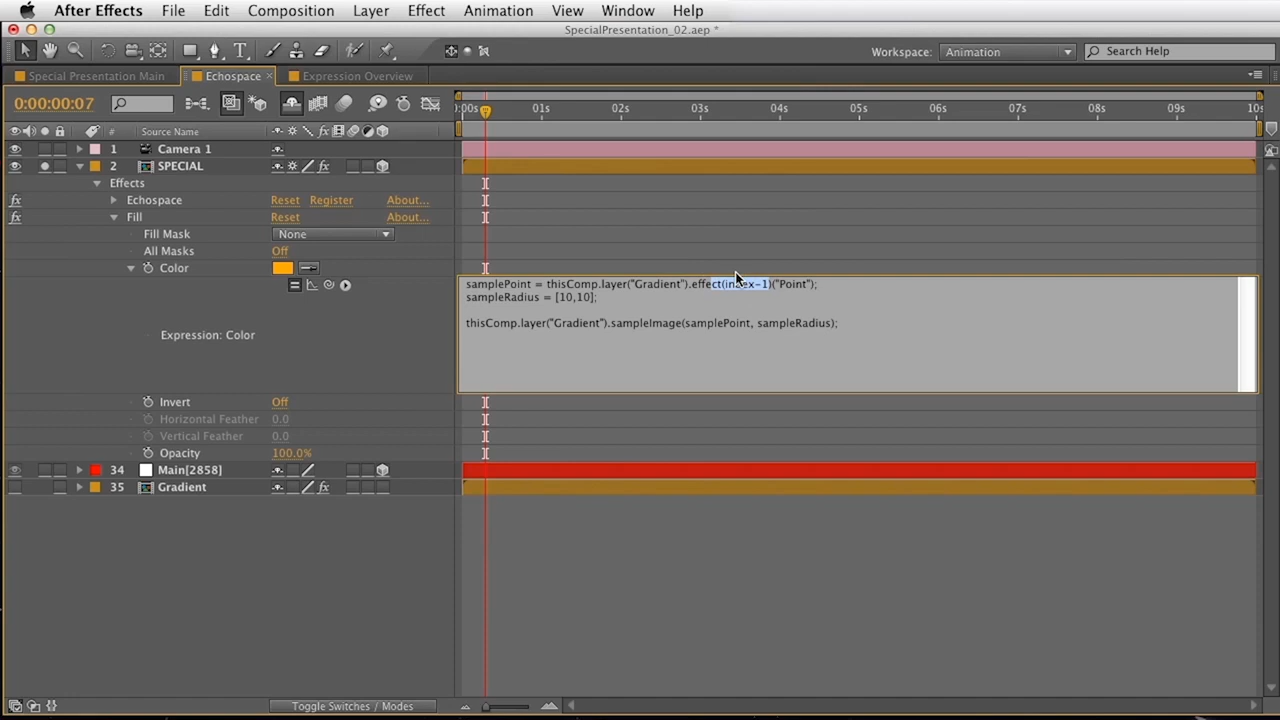 After Effects File Edit Composition Layer Effect Animation View Window Help
SpecialPresentation_02.aep *
Workspace: Animation Search Help
Special Presentation Main Echospace × Expression Overview
0:00:00:07 :00s 01s 02s 03s 04s 05s 06s 07s 08s 09s 10s
# Source Name
1 Camera 1
2 SPECIAL
Effects
Echospace Reset Register About...
Fill Reset About...
Fill Mask None
All Masks Off
Color
samplePoint = thisComp.layer("Gradient").effect(index-1)("Point");
sampleRadius = [10,10];
thisComp.layer("Gradient").sampleImage(samplePoint, sampleRadius);
Expression: Color
Invert Off
Horizontal Feather 0.0
Vertical Feather 0.0
Opacity 100.0%
34 Main[2858]
35 Gradient
Toggle Switches / Modes